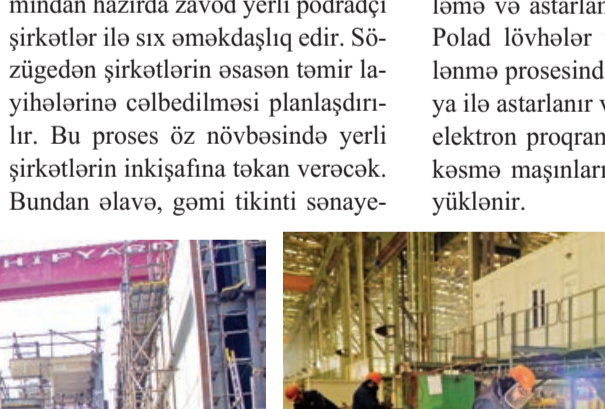 mindan hazırda zavod yerli podradçı
şirkətlər ilə sıx əməkdaşlıq edir. Sö-
zügedən şirkətlərin əsasən təmir la-
yihələrinə cəlbedilməsi planlaşdırı-
lır. Bu proses öz növbəsində yerli
şirkətlərin inkişafına təkan verəcək.
Bundan əlavə, gəmi tikinti sənaye-
ləmə və astarlan
Polad lövhələr
lənmə prosesind
ya ilə astarlanır v
elektron proqran
kəsmə maşınları
yüklənir.
HIPYARD